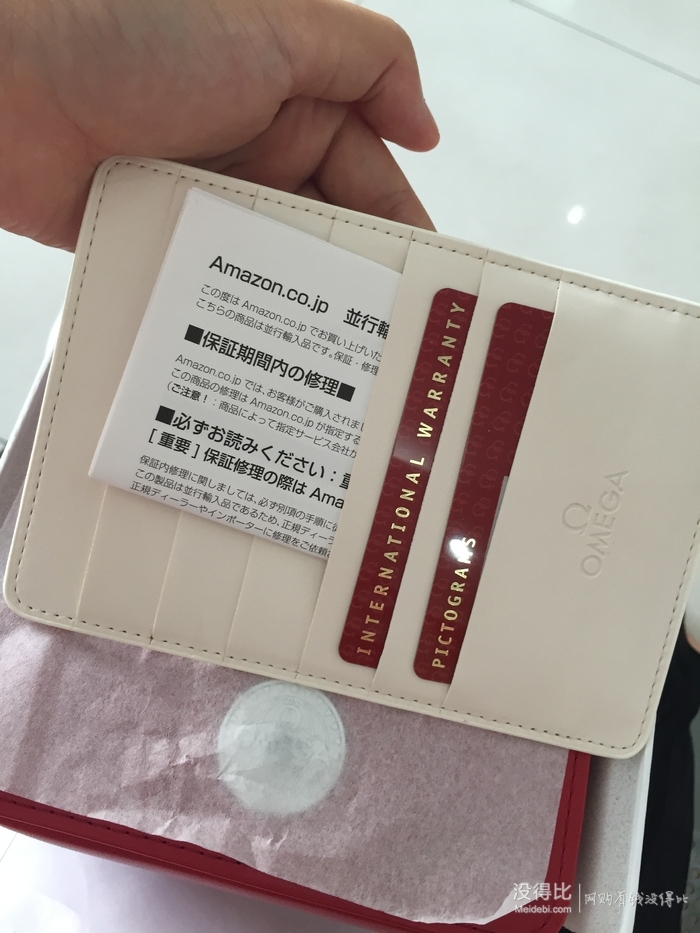 Amazon.co.jp 並行輸
この度は Amazon.co.jp でお買い上げいた
こちらの商品は並行輸入品です。保証・修理
■保証期間内の修理■
Amazon.co.jp では、お客様がご購入されまし
この商品の修理は Amazon.co.jp が指定する
(ご注意！：商品によって指定サービス会社が
■必ずお読みください：重
[ 重要 ] 保証修理の際は Ama
保証内修理に関しましては、必ず別項の手順に
この製品は並行輸入品であるため、正規ディーラー
正規ディーラーやインポーターに修理をご依頼
INTERNATIONAL WARRANTY
PICTOGRAMS
Ω
OMEGA
没得比
Meidebi.com
网购有我没得比